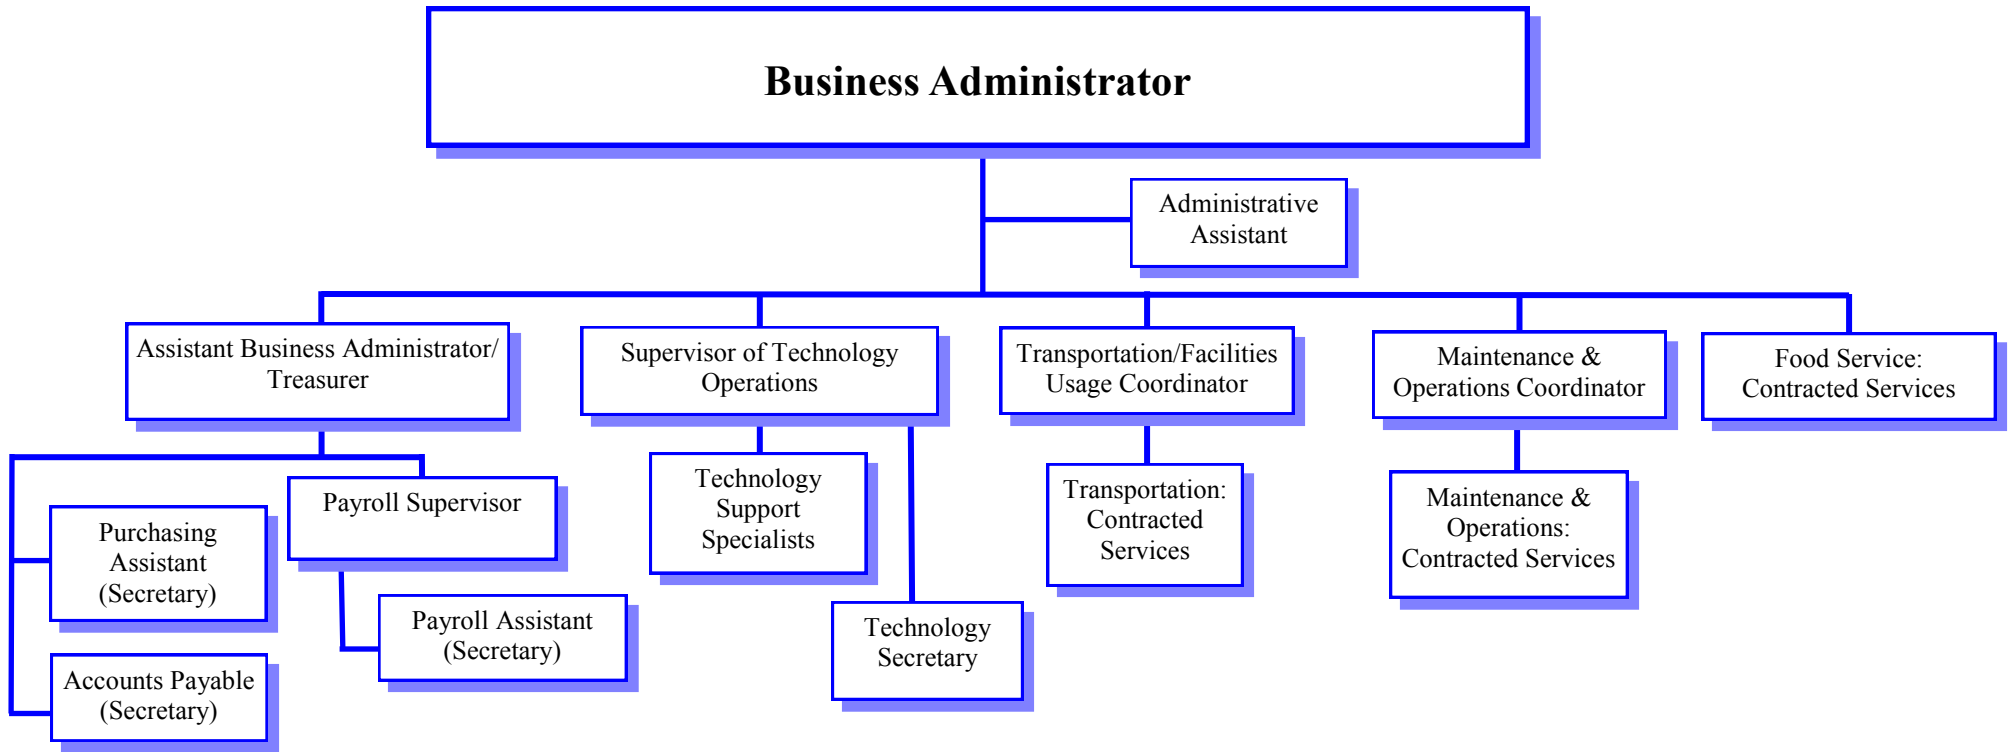 Business Administrator
Administrative
Assistant
Assistant Business Administrator/
Treasurer
Supervisor of Technology
Operations
Transportation/Facilities
Usage Coordinator
Maintenance &
Operations Coordinator
Food Service:
Contracted Services
Purchasing
Assistant
(Secretary)
Payroll Supervisor
Technology
Support
Specialists
Transportation:
Contracted
Services
Maintenance &
Operations:
Contracted Services
Accounts Payable
(Secretary)
Payroll Assistant
(Secretary)
Technology
Secretary